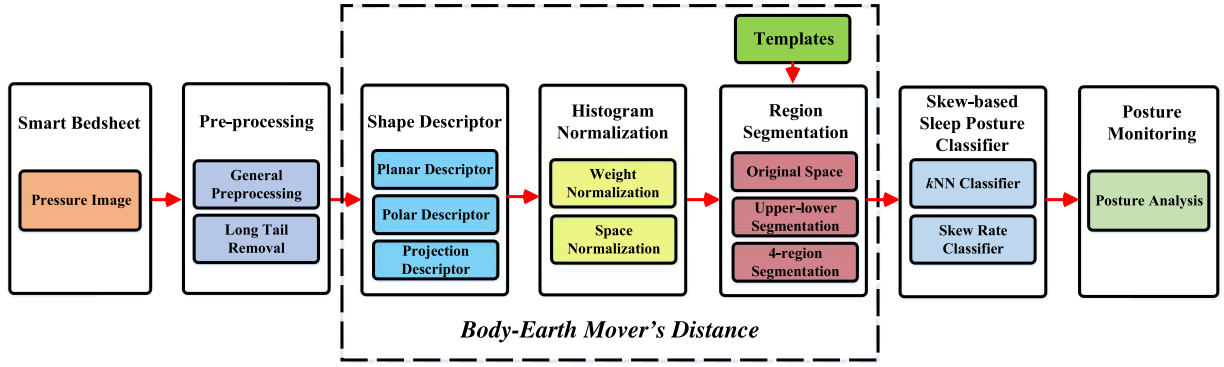 Templates
Smart Bedsheet
Pressure Image
Pre-processing
General
Preprocessing
Long Tail
Removal
Shape Descriptor
Planar Descriptor
Polar Descriptor
Projection
Descriptor
Histogram
Normalization
Weight
Normalization
Space
Normalization
Region
Segmentation
Original Space
Upper-lower
Segmentation
4-region
Segmentation
Skew-based
Sleep Posture
Classifier
kNN Classifier
Skew Rate
Classifier
Posture
Monitoring
Posture Analysis
Body-Earth Mover's Distance